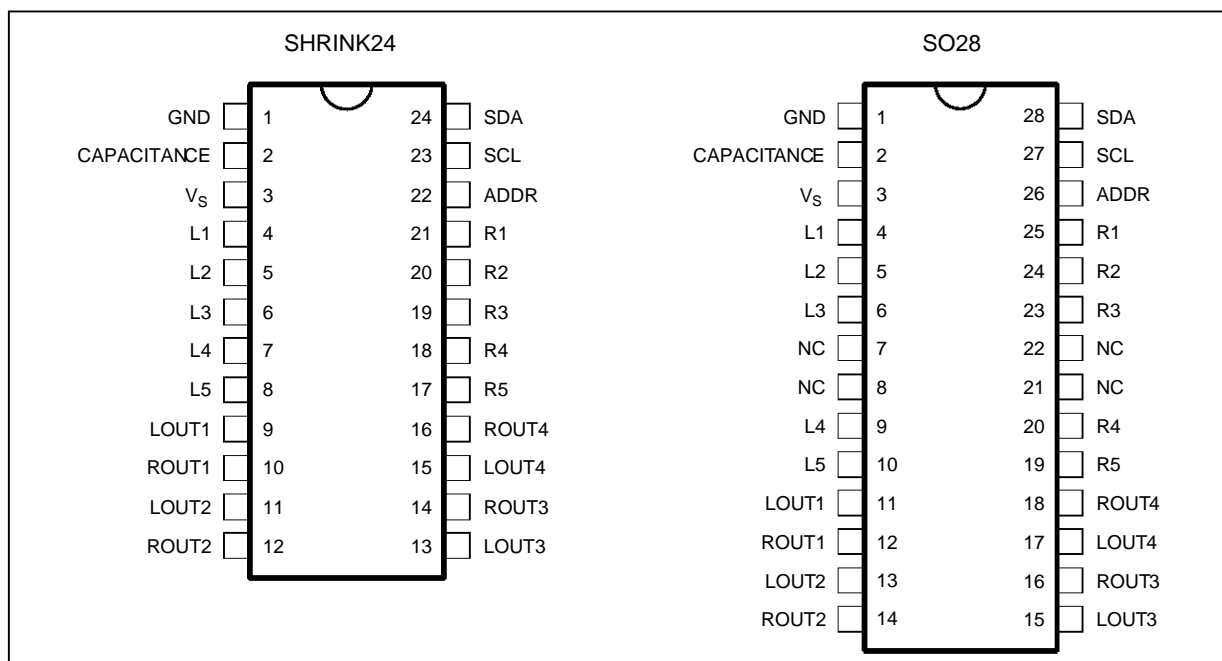 SHRINK24
GND 1 24 SDA
CAPACITANCE 2 23 SCL
VS 3 22 ADDR
L1 4 21 R1
L2 5 20 R2
L3 6 19 R3
L4 7 18 R4
L5 8 17 R5
LOUT1 9 16 ROUT4
ROUT1 10 15 LOUT4
LOUT2 11 14 ROUT3
ROUT2 12 13 LOUT3
SO28
GND 1 28 SDA
CAPACITANCE 2 27 SCL
VS 3 26 ADDR
L1 4 25 R1
L2 5 24 R2
L3 6 23 R3
NC 7 22 NC
NC 8 21 NC
L4 9 20 R4
L5 10 19 R5
LOUT1 11 18 ROUT4
ROUT1 12 17 LOUT4
LOUT2 13 16 ROUT3
ROUT2 14 15 LOUT3